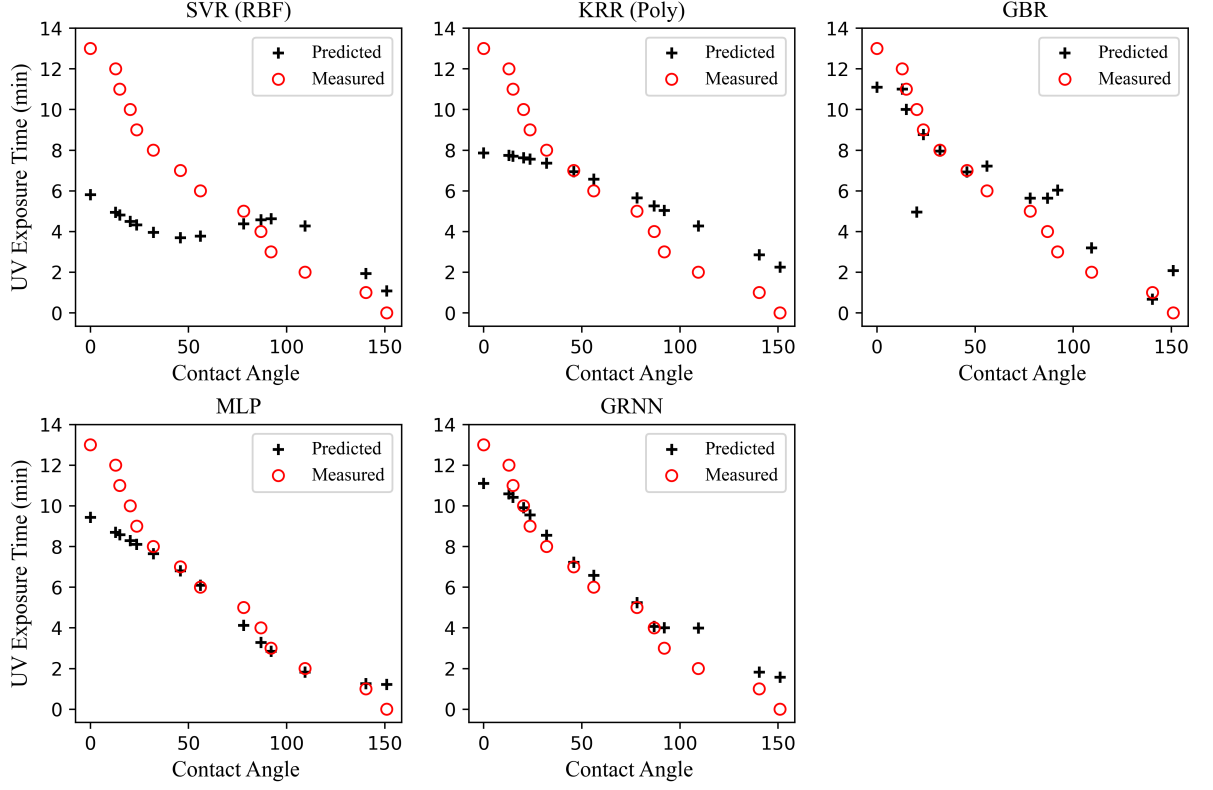 SVR (RBF)
14
12
10
8
6
4
2
0
UV Exposure Time (min)
Predicted
Measured
0
50
100
150
Contact Angle
KRR (Poly)
14
12
10
8
6
4
2
0
Predicted
Measured
0
50
100
150
Contact Angle
GBR
14
12
10
8
6
4
2
0
Predicted
Measured
0
50
100
150
Contact Angle
MLP
14
12
10
8
6
4
2
0
UV Exposure Time (min)
Predicted
Measured
0
50
100
150
Contact Angle
GRNN
14
12
10
8
6
4
2
0
Predicted
Measured
0
50
100
150
Contact Angle